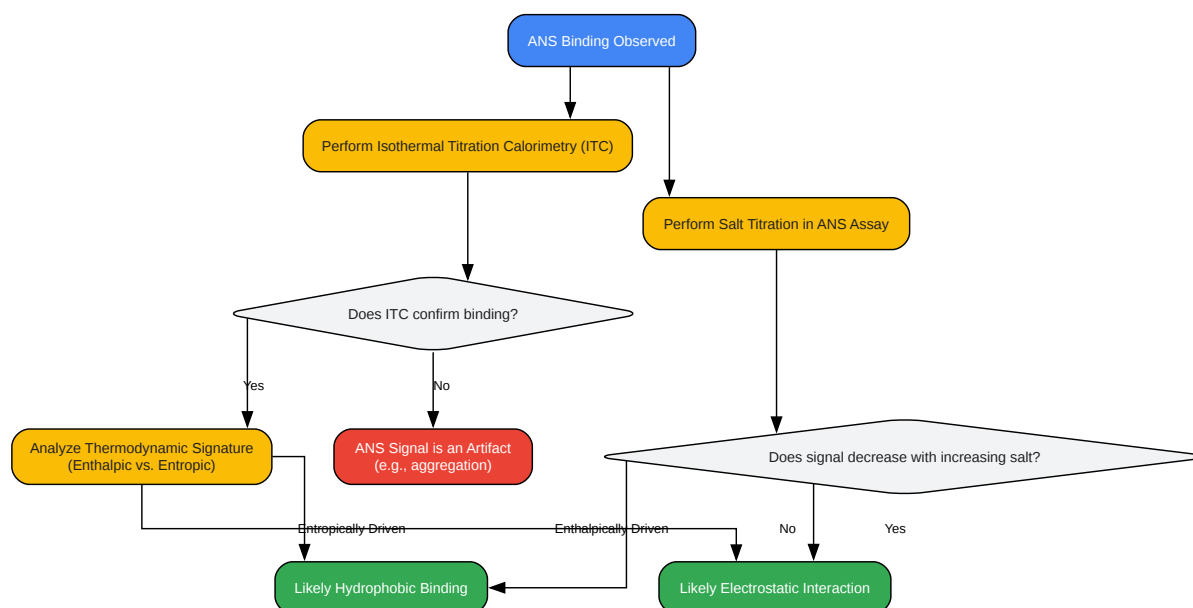 ANS Binding Observed
Perform Isothermal Titration Calorimetry (ITC)
Perform Salt Titration in ANS Assay
Does ITC confirm binding?
Yes
No
Analyze Thermodynamic Signature
(Enthalpic vs. Entropic)
ANS Signal is an Artifact
(e.g., aggregation)
Does signal decrease with increasing salt?
Entropically Driven
Enthalpically Driven
No
Yes
Likely Hydrophobic Binding
Likely Electrostatic Interaction